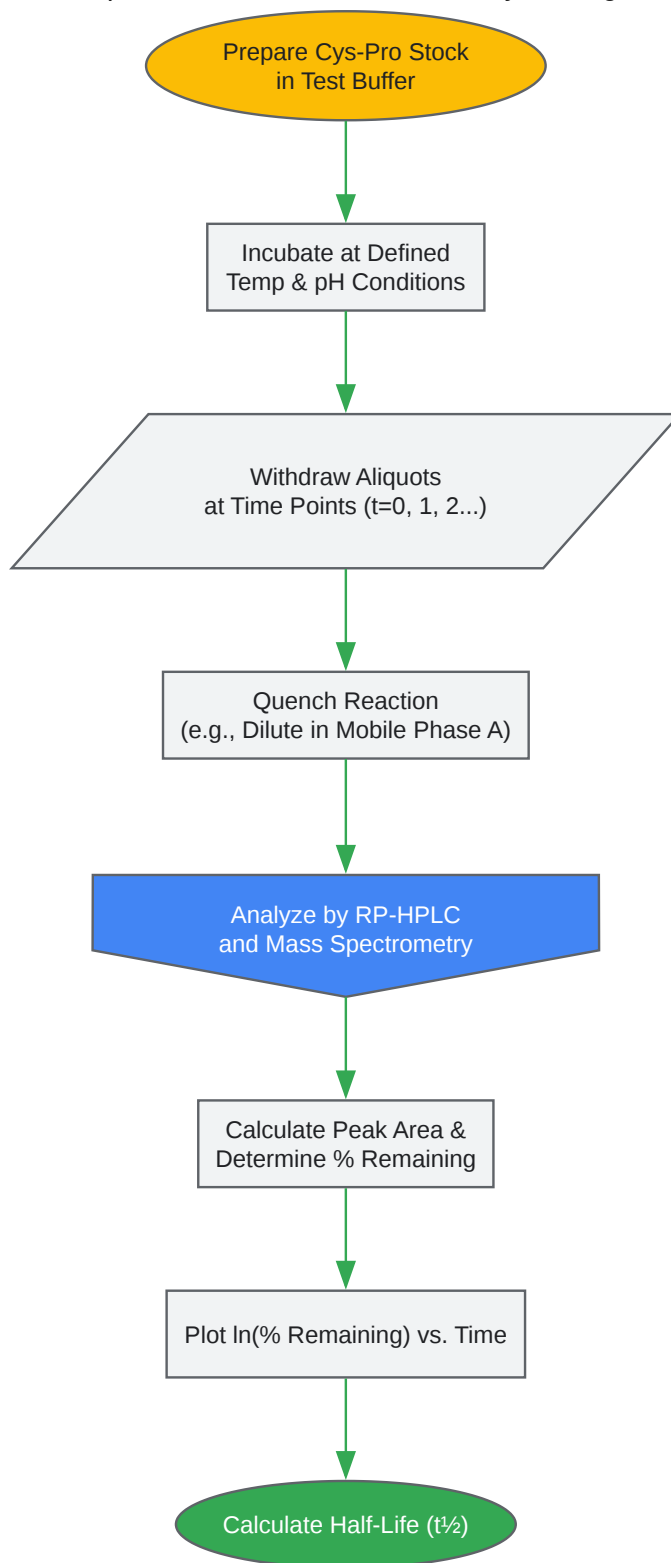 Prepare Cys-Pro Stock
in Test Buffer
Incubate at Defined
Temp & pH Conditions
Withdraw Aliquots
at Time Points (t=0, 1, 2...)
Quench Reaction
(e.g., Dilute in Mobile Phase A)
Analyze by RP-HPLC
and Mass Spectrometry
Calculate Peak Area &
Determine % Remaining
Plot ln(% Remaining) vs. Time
Calculate Half-Life (t½)